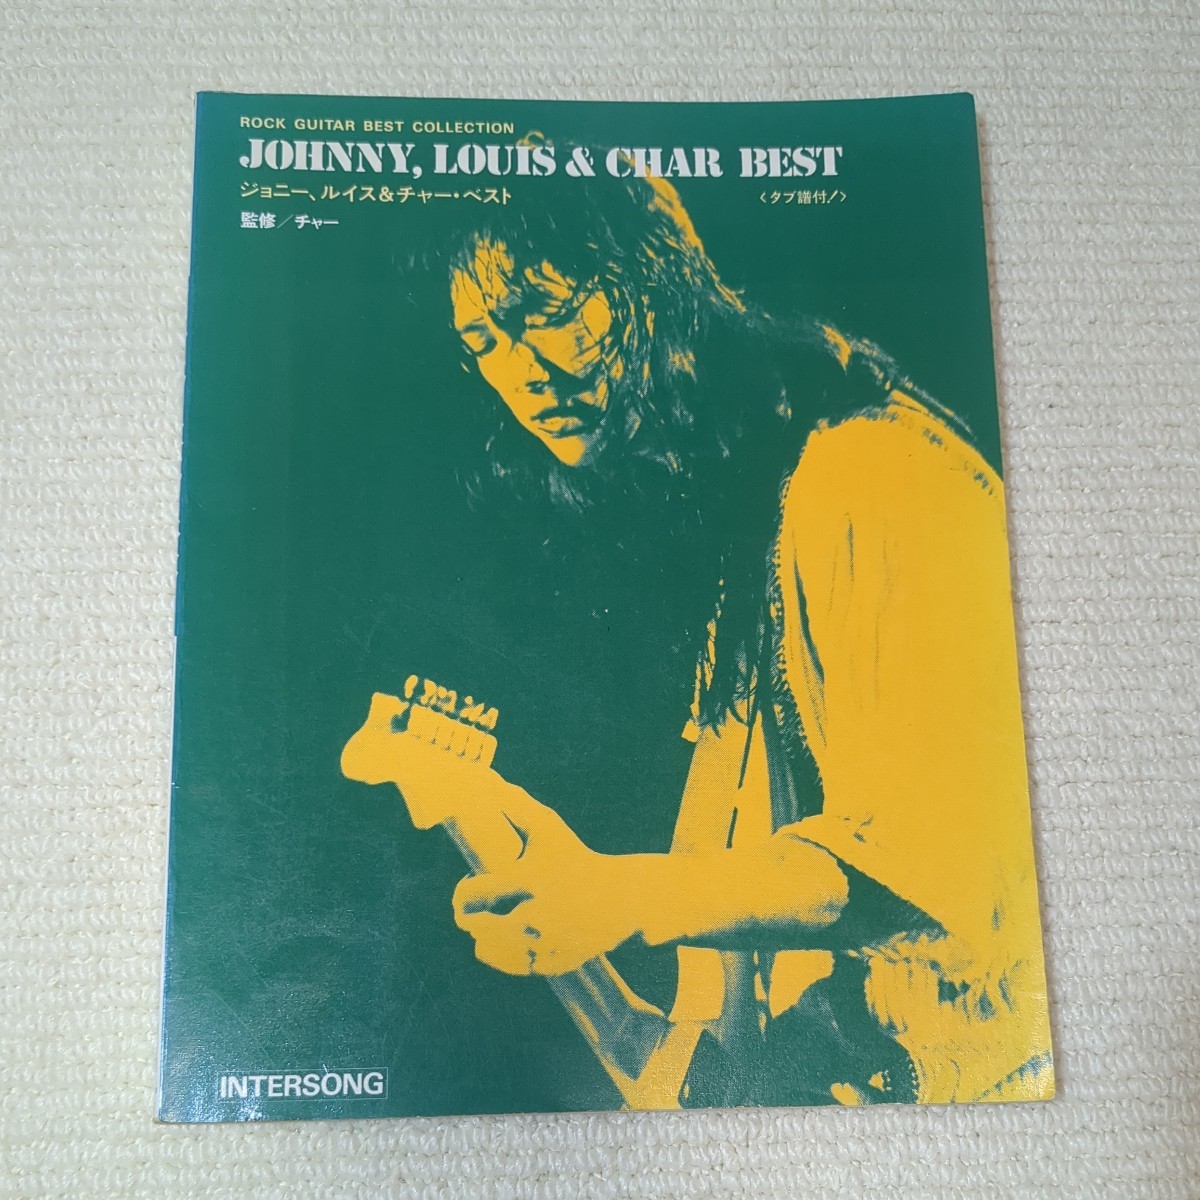 ROCK GUITAR BEST COLLECTION
JOHNNY, LOUIS & CHAR BEST
ジョニー、ルイス&チャー・ベスト
<タブ譜付!>
監修/チャー
INTERSONG